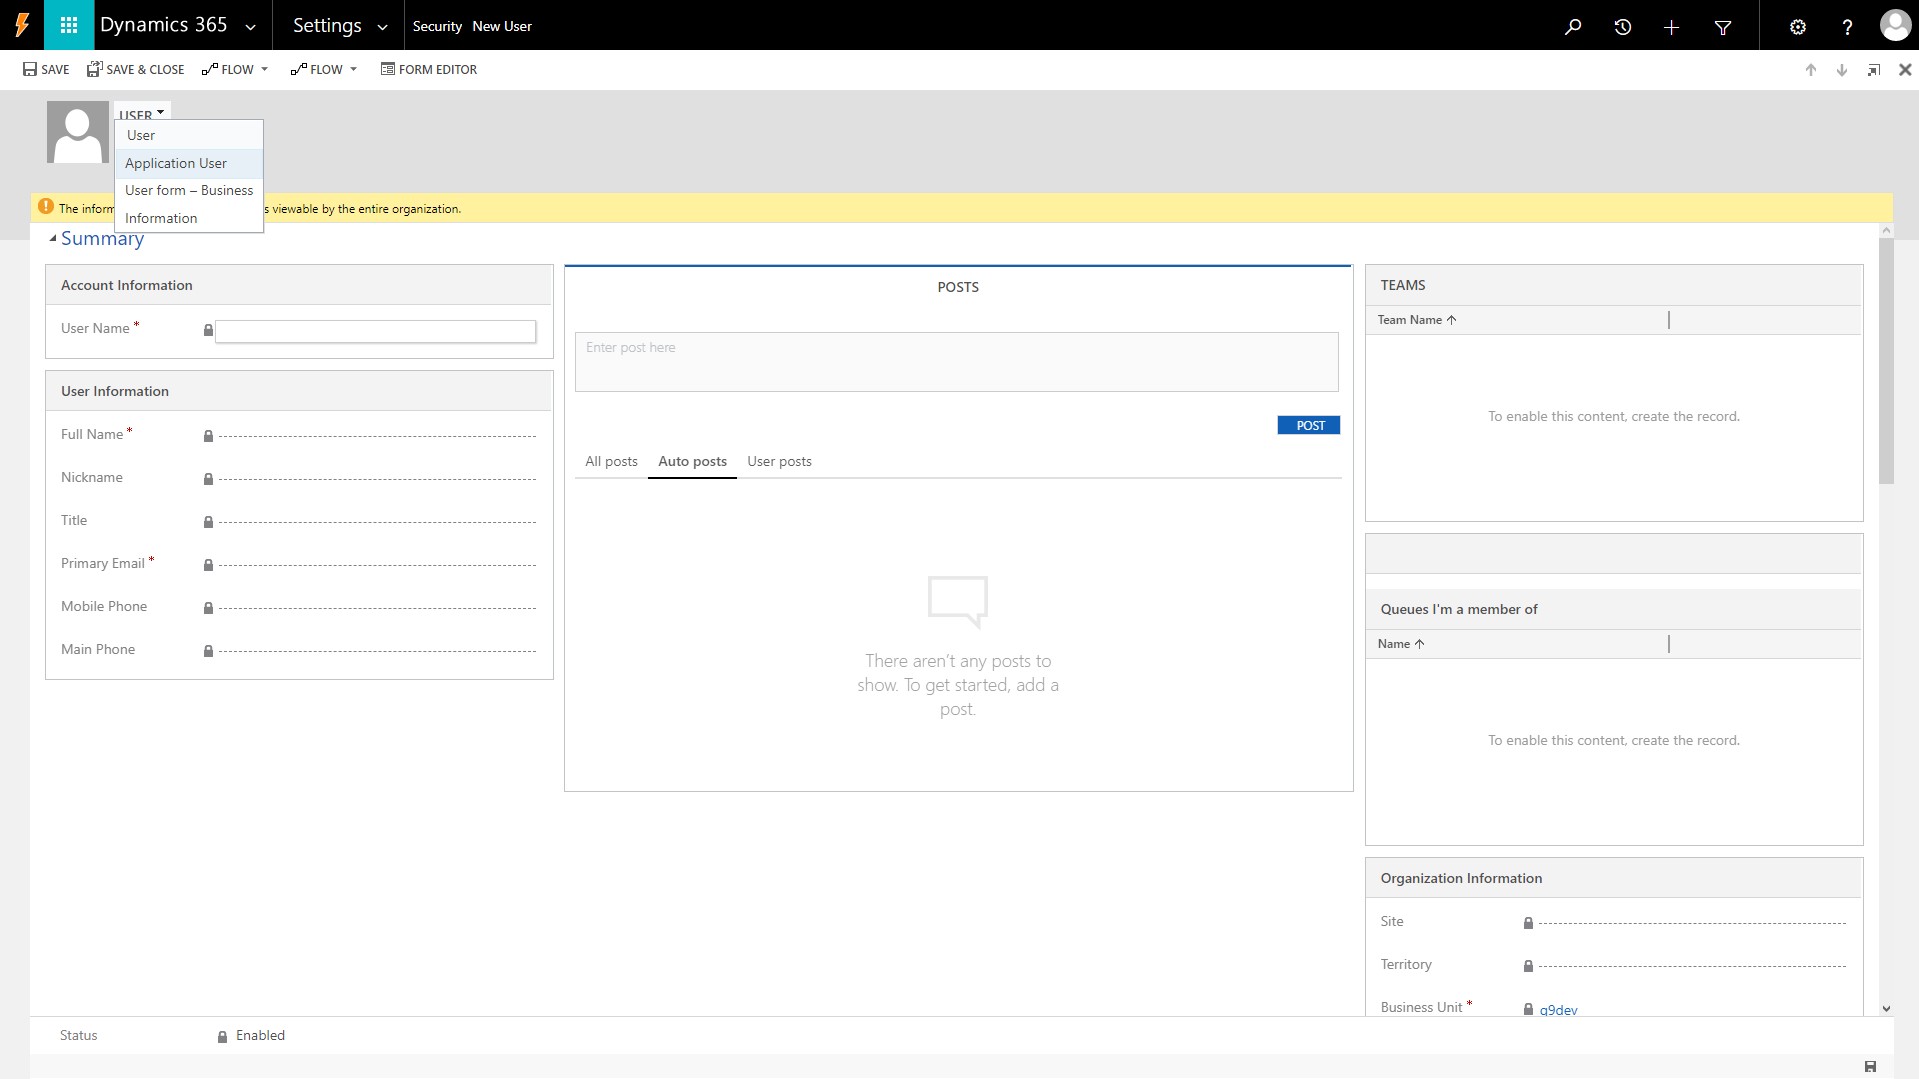 Dynamics 365 Settings Security New User ?
SAVE SAVE & CLOSE FLOW FLOW FORM EDITOR
USER
User
Application User
User form – Business
Information
The inform s viewable by the entire organization.
Summary
Account Information
User Name *
User Information
Full Name *
Nickname
Title
Primary Email *
Mobile Phone
Main Phone
POSTS
Enter post here
POST
All posts Auto posts User posts
There aren't any posts to
show. To get started, add a
post.
TEAMS
Team Name
To enable this content, create the record.
Queues I'm a member of
Name
To enable this content, create the record.
Organization Information
Site
Territory
Business Unit * q9dev
Status Enabled